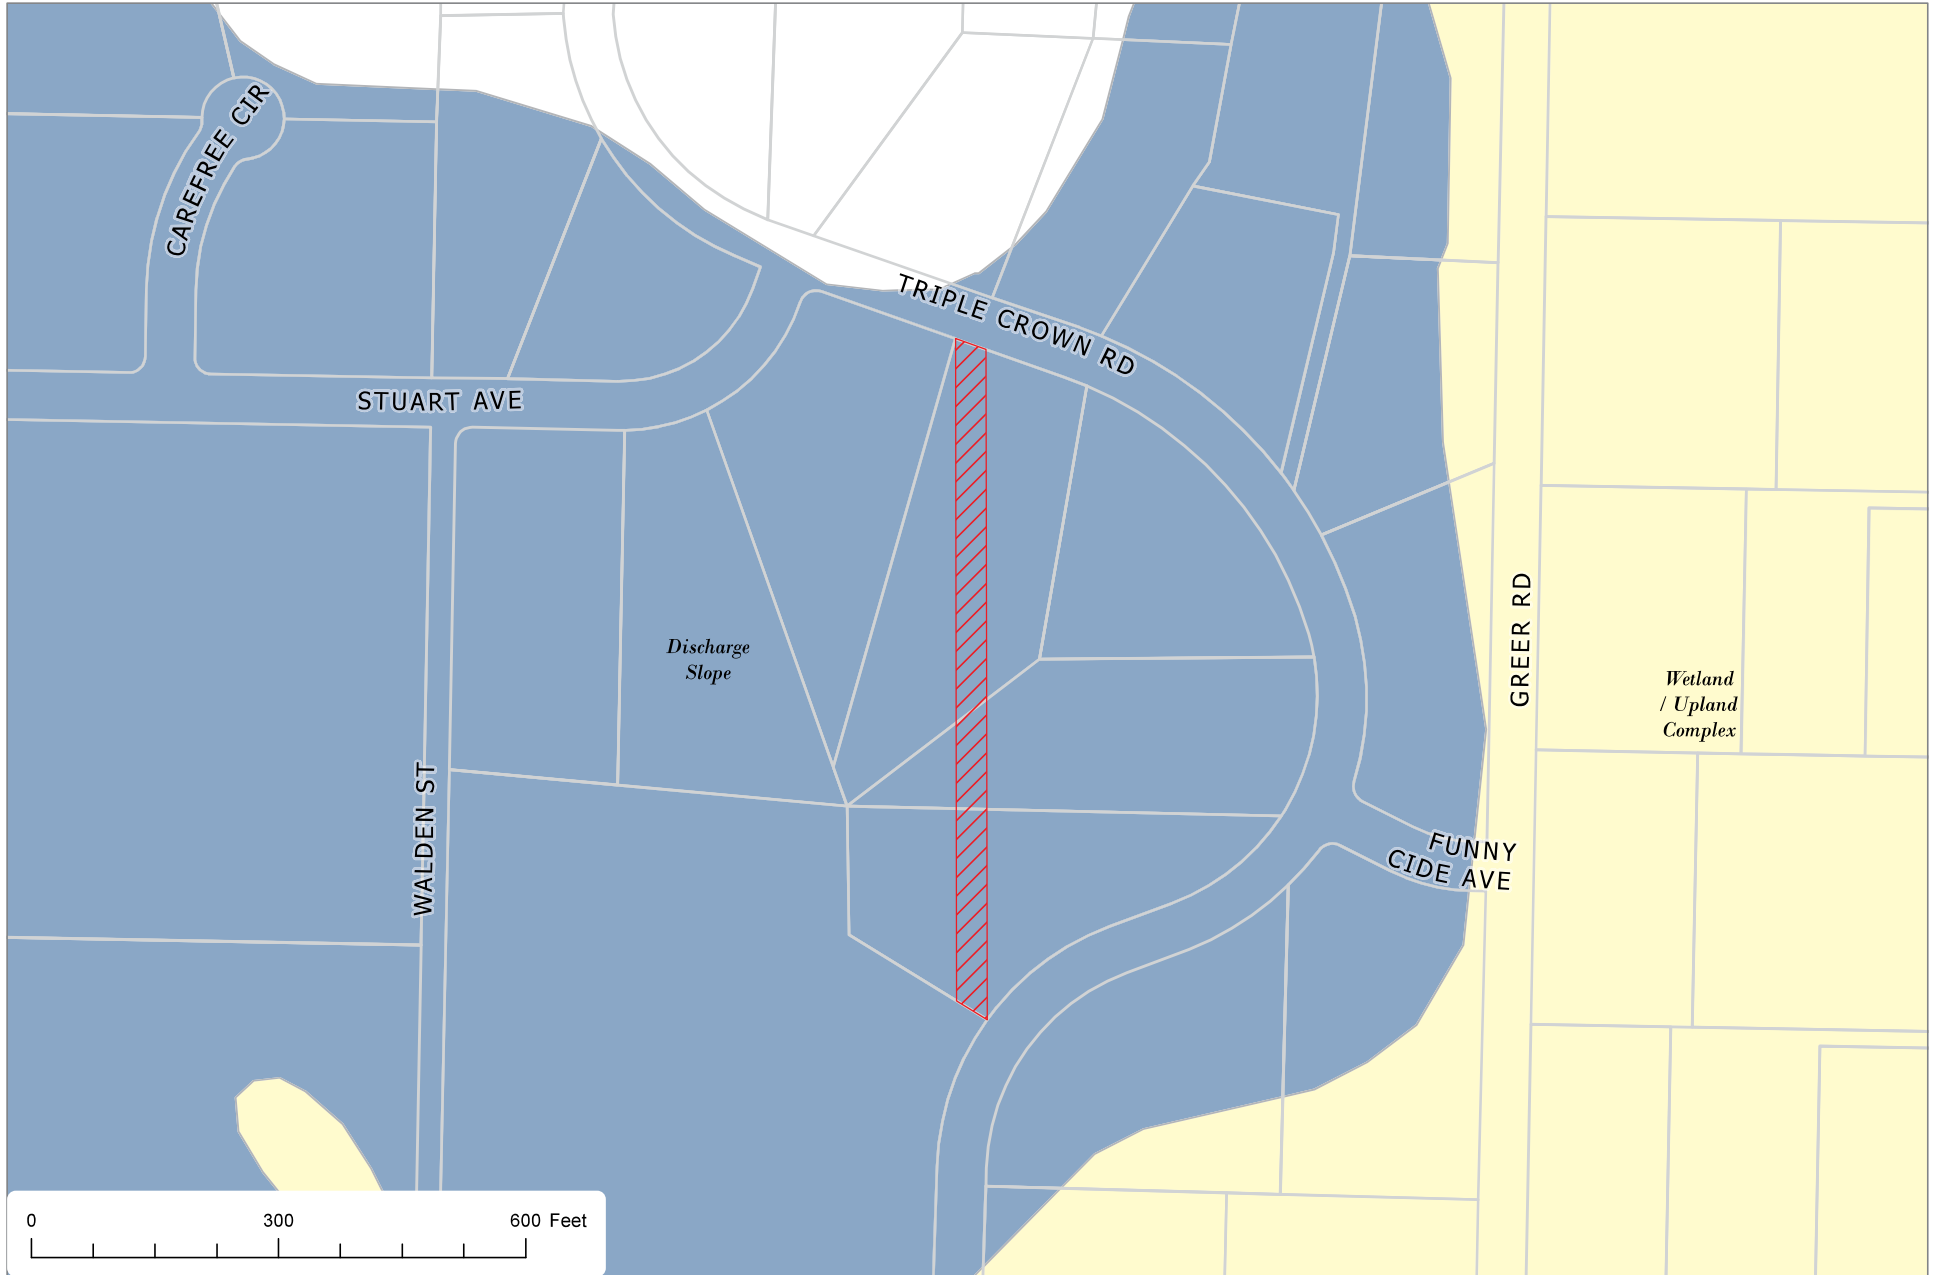 CAREFREE CIR
TRIPLE CROWN RD
STUART AVE
GREER RD
Discharge
Slope
Wetland
/ Upland
Complex
WALDEN ST
FUNNY
CIDE AVE
0 300 600 Feet